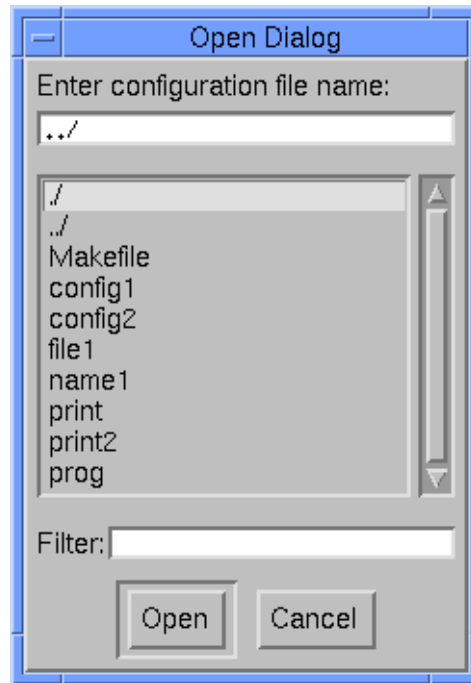 Open Dialog
Enter configuration file name:
../
./
../
Makefile
config1
config2
file1
name1
print
print2
prog
Filter:
Open Cancel